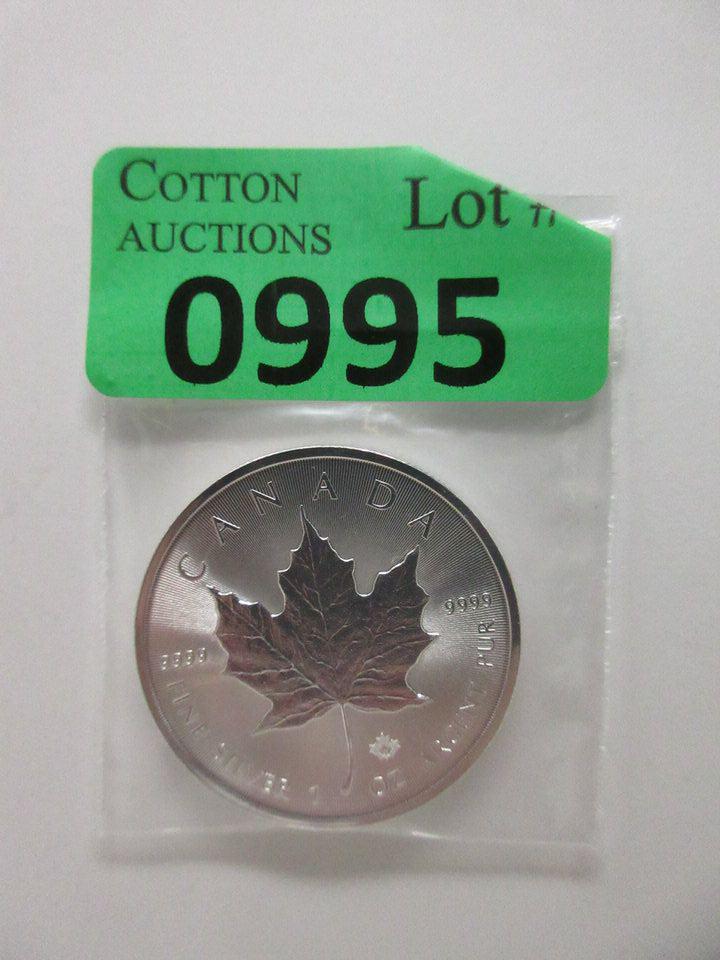 COTTON
AUCTIONS
Lot #
0995
CANADA
9999
9999
FINE SILVER 1 OZ ARGENT PUR